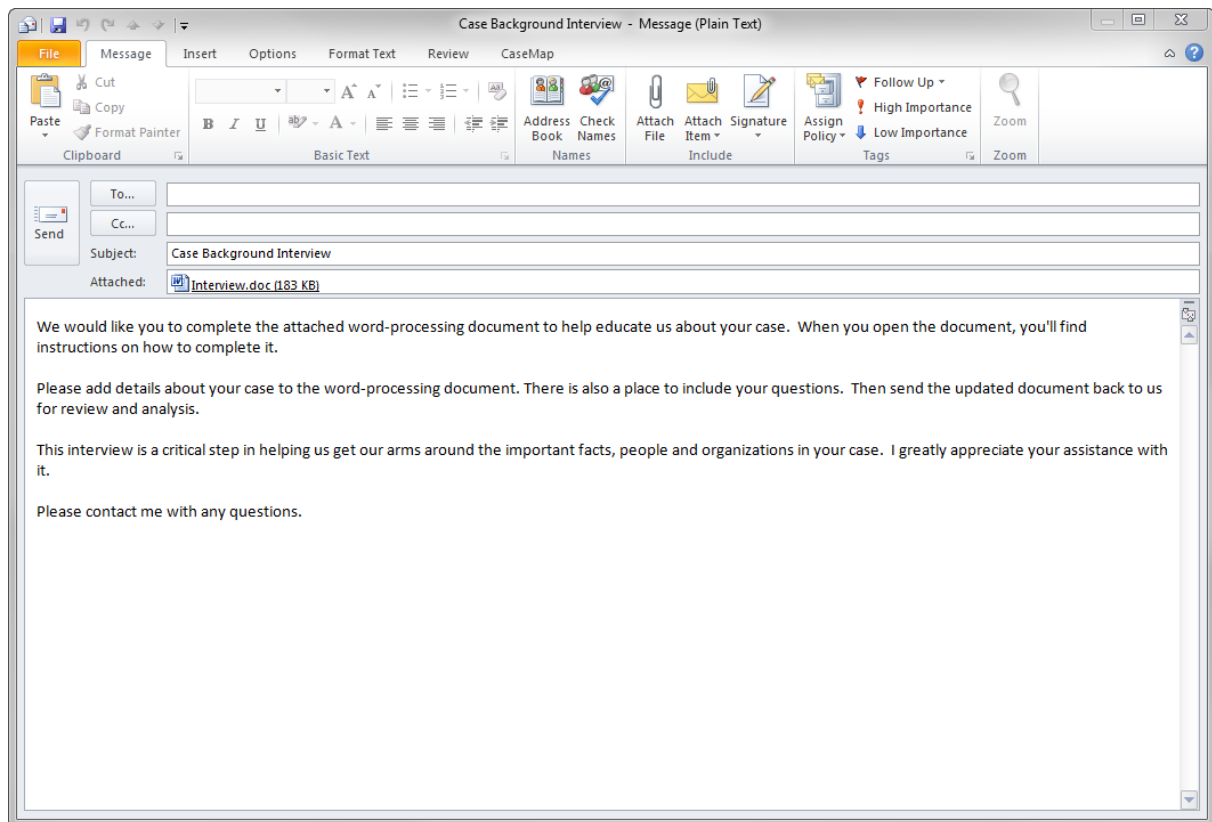 Case Background Interview - Message (Plain Text)
File Message Insert Options Format Text Review CaseMap
Cut
Copy
Format Painter
Paste
Clipboard
B I U
Basic Text
Address Book
Check Names
Names
Attach File
Attach Item
Signature
Include
Assign Policy
Follow Up
High Importance
Low Importance
Tags
Zoom
Zoom
Send
To...
Cc...
Subject: Case Background Interview
Attached: Interview.doc (183 KB)
We would like you to complete the attached word-processing document to help educate us about your case.  When you open the document, you'll find
instructions on how to complete it.
Please add details about your case to the word-processing document. There is also a place to include your questions.  Then send the updated document back to us
for review and analysis.
This interview is a critical step in helping us get our arms around the important facts, people and organizations in your case.  I greatly appreciate your assistance with
it.
Please contact me with any questions.